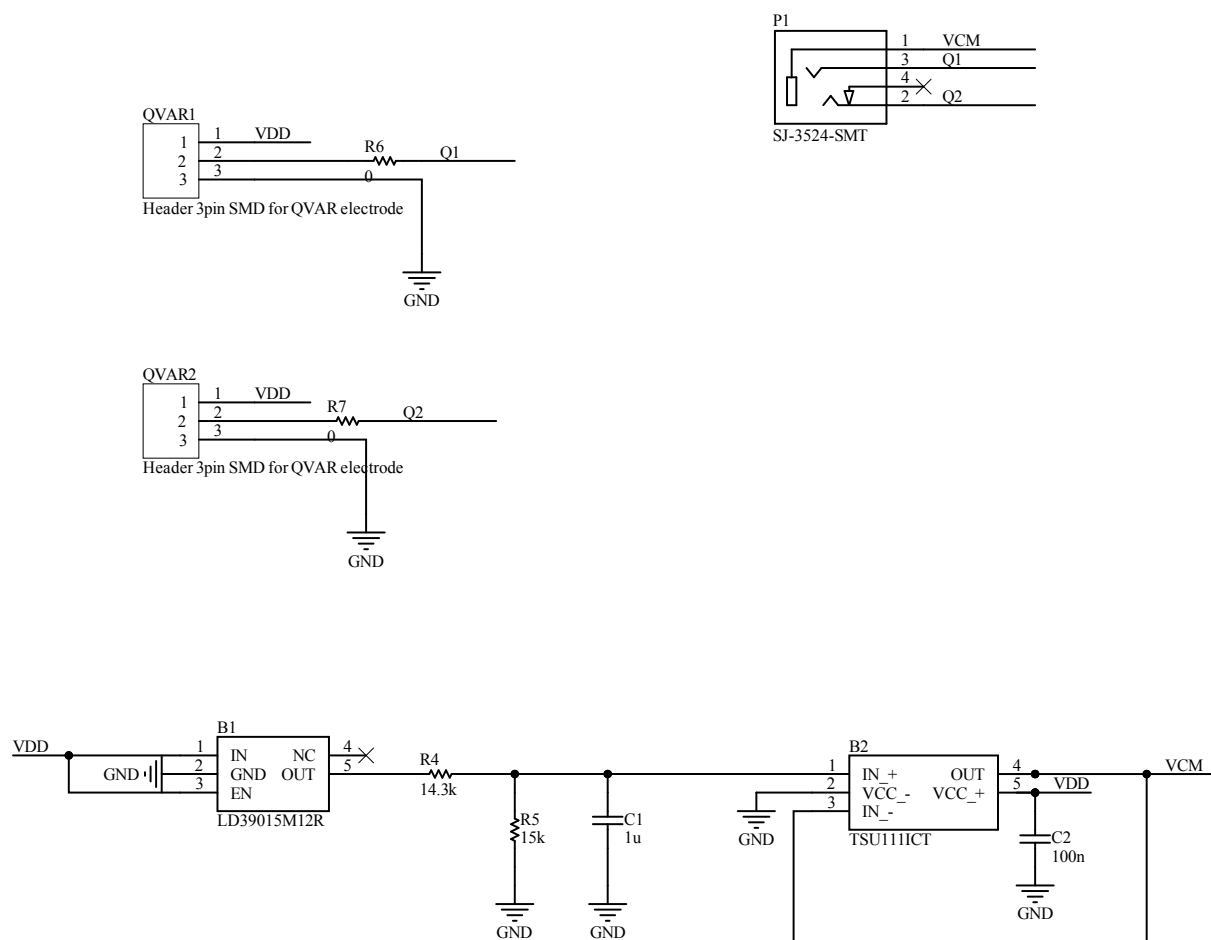 P1
1 VCM
3 Q1
4
2 Q2
SJ-3524-SMT
QVAR1
1 1 VDD
2 2 R6 Q1
3 3 0
Header 3pin SMD for QVAR electrode
GND
QVAR2
1 1 VDD
2 2 R7 Q2
3 3 0
Header 3pin SMD for QVAR electrode
GND
B1
VDD 1 IN NC 4
GND 2 GND OUT 5
3 EN
LD39015M12R
R4
14.3k
R5
15k
GND
C1
1u
GND
B2
1 IN_+ OUT 4 VCM
2 VCC_- VCC_+ 5 VDD
3 IN_-
GND
TSU111ICT
C2
100n
GND